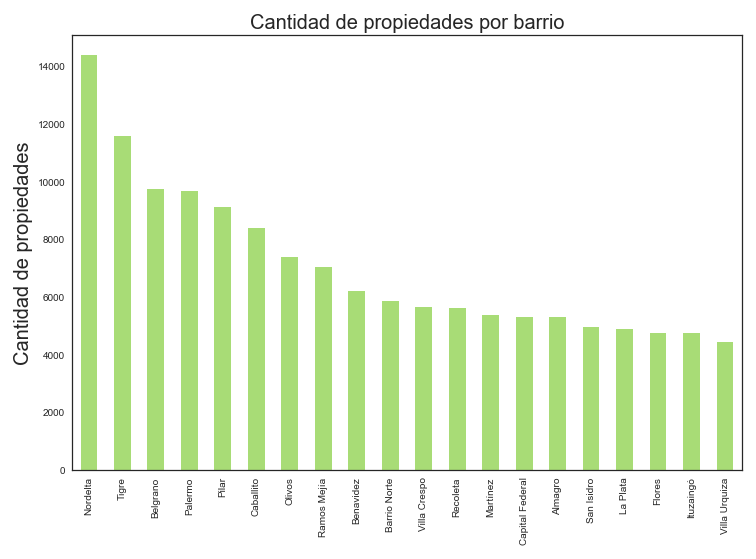 Cantidad de propiedades por barrio
Cantidad de propiedades
14000
12000
10000
8000
6000
4000
2000
0
Nordelta
Tigre
Belgrano
Palermo
Pilar
Caballito
Olivos
Ramos Mejía
Benavidez
Barrio Norte
Villa Crespo
Recoleta
Martínez
Capital Federal
Almagro
San Isidro
La Plata
Flores
Ituzaingó
Villa Urquiza